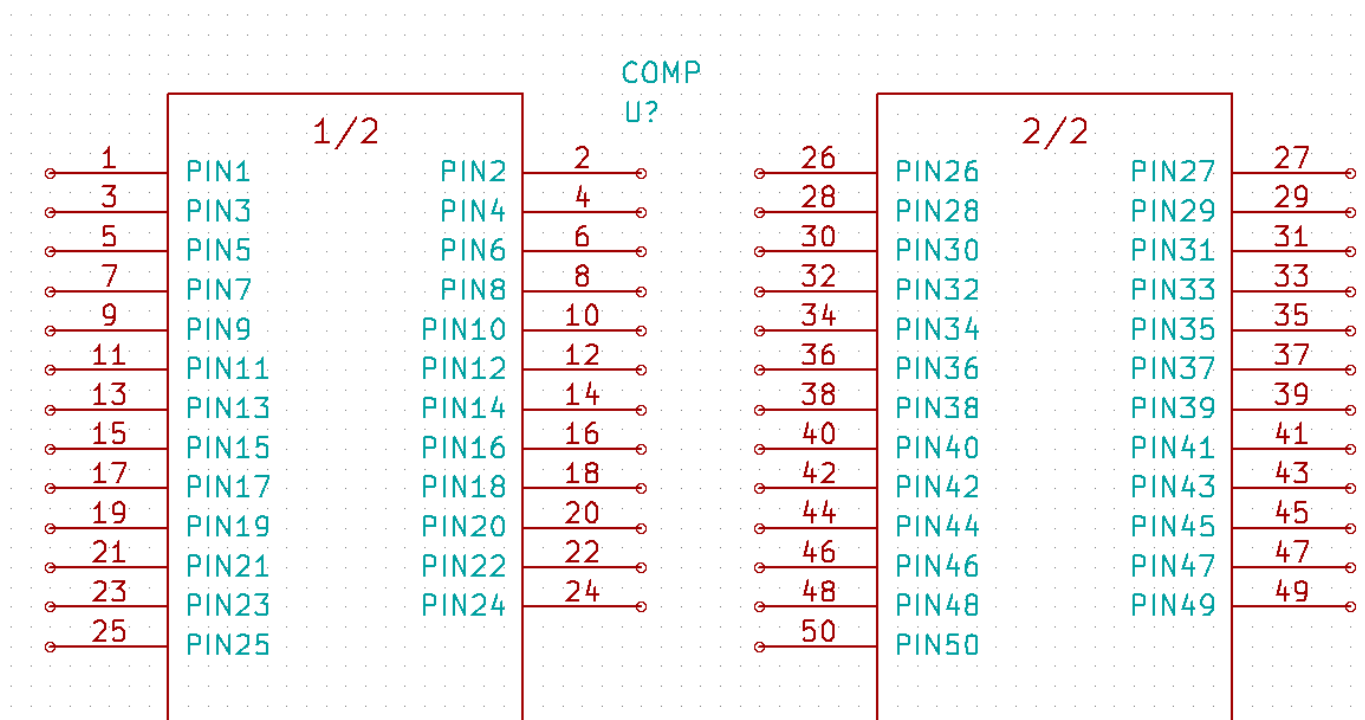 COMP
U?
1/2 2/2
1 PIN1 PIN2 2 26 PIN26 PIN27 27
3 PIN3 PIN4 4 28 PIN28 PIN29 29
5 PIN5 PIN6 6 30 PIN30 PIN31 31
7 PIN7 PIN8 8 32 PIN32 PIN33 33
9 PIN9 PIN10 10 34 PIN34 PIN35 35
11 PIN11 PIN12 12 36 PIN36 PIN37 37
13 PIN13 PIN14 14 38 PIN38 PIN39 39
15 PIN15 PIN16 16 40 PIN40 PIN41 41
17 PIN17 PIN18 18 42 PIN42 PIN43 43
19 PIN19 PIN20 20 44 PIN44 PIN45 45
21 PIN21 PIN22 22 46 PIN46 PIN47 47
23 PIN23 PIN24 24 48 PIN48 PIN49 49
25 PIN25 50 PIN50